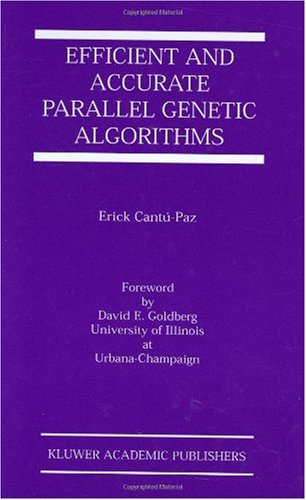 EFFICIENT AND
ACCURATE
PARALLEL GENETIC
ALGORITHMS
Erick Cantú-Paz
Foreword
by
David E. Goldberg
University of Illinois
at
Urbana-Champaign
KLUWER ACADEMIC PUBLISHERS